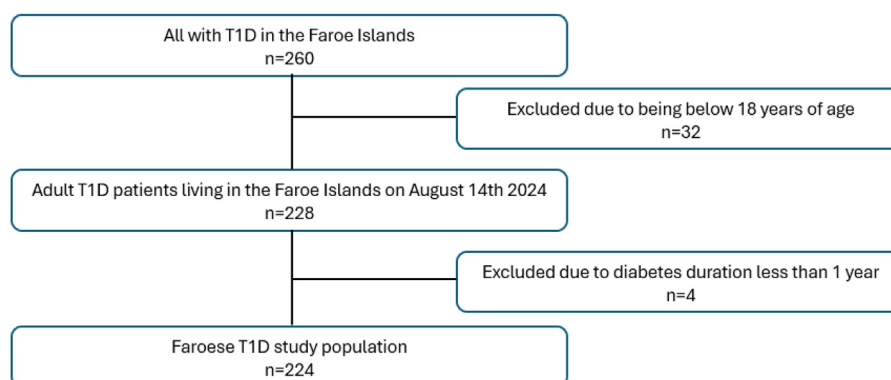 All with T1D in the Faroe Islands
n=260
Excluded due to being below 18 years of age
n=32
Adult T1D patients living in the Faroe Islands on August 14th 2024
n=228
Excluded due to diabetes duration less than 1 year
n=4
Faroese T1D study population
n=224